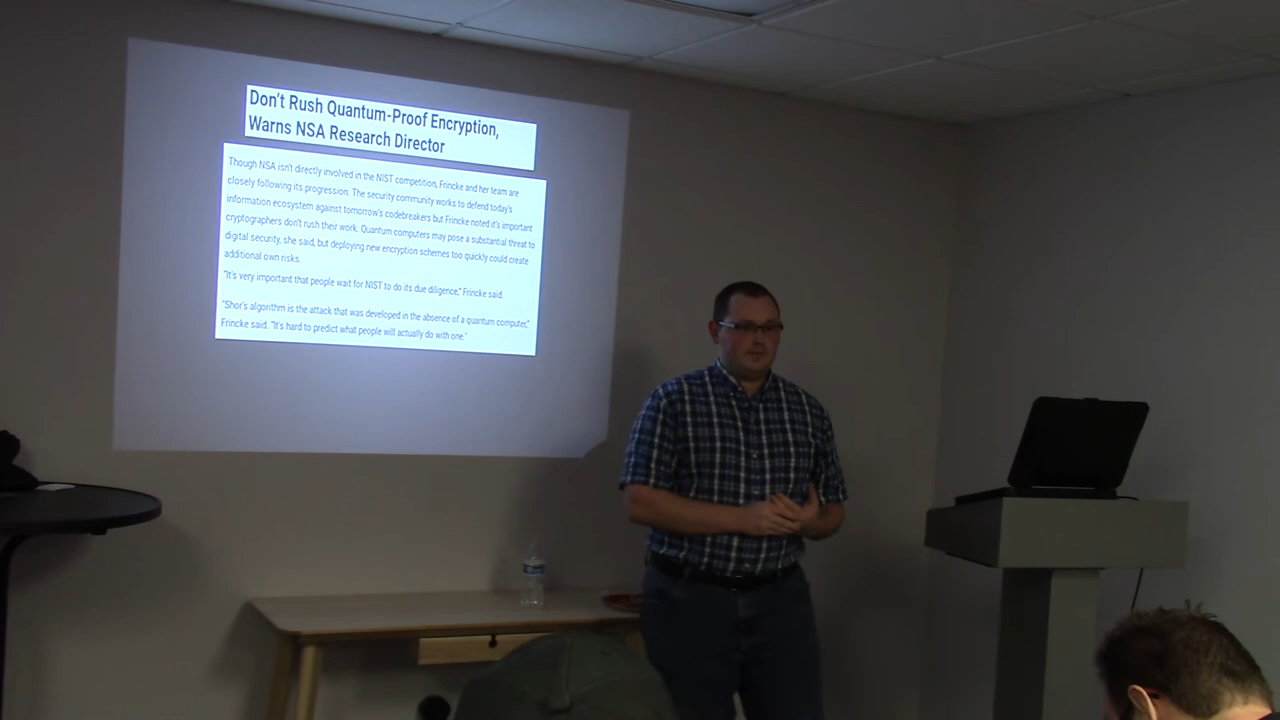 Don't Rush Quantum-Proof Encryption,
Warns NSA Research Director
Though NSA isn't directly involved in the NIST competition, Frincke and her team are
closely following its progression. The security community works to defend today's
information ecosystem against tomorrow's codebreakers but Frincke noted it's important
cryptographers don't rush their work. Quantum computers may pose a substantial threat to
digital security, she said, but deploying new encryption schemes too quickly could create
additional own risks.
"It's very important that people wait for NIST to do its due diligence," Frincke said.
"Shor's algorithm is the attack that was developed in the absence of a quantum computer,"
Frincke said. "It's hard to predict what people will actually do with one."